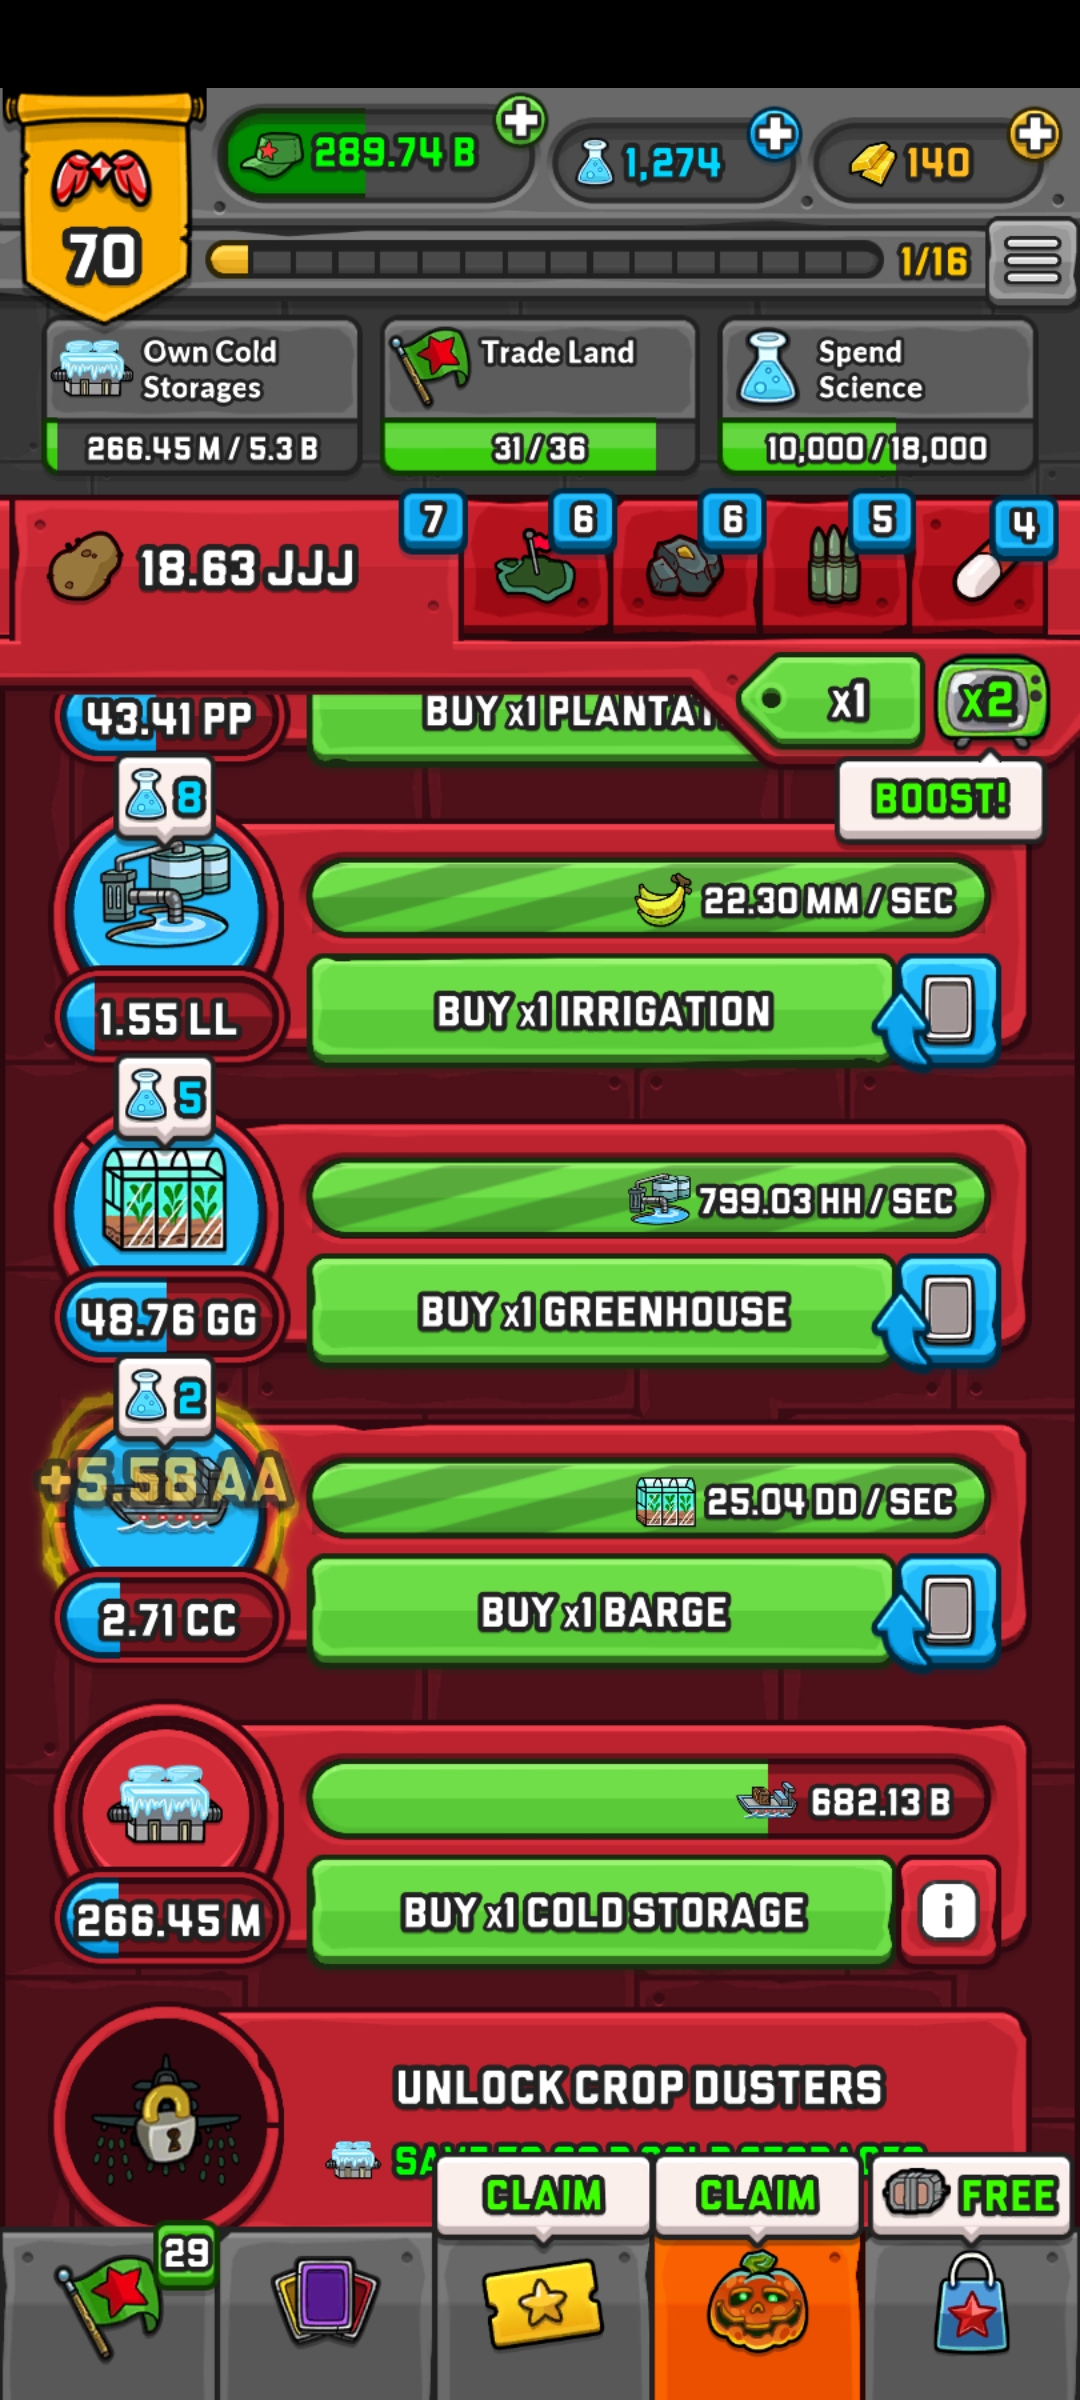 289.74 B
1,274
140
70
1/16
Own Cold
Storages
Trade Land
Spend
Science
266.45 M / 5.3 B
31/36
10,000/18,000
18.63 JJJ
7
6
6
5
4
x1
x2
BOOST!
43.41 PP
BUY x1
8
22.30 MM / SEC
1.55 LL
BUY x1 IRRIGATION
5
799.03 HH / SEC
48.76 GG
BUY x1 GREENHOUSE
2
+5.58 AA
25.04 DD / SEC
2.71 CC
BUY x1 BARGE
682.13 B
266.45 M
BUY x1 COLD STORAGE
i
UNLOCK CROP DUSTERS
CLAIM
CLAIM
FREE
29